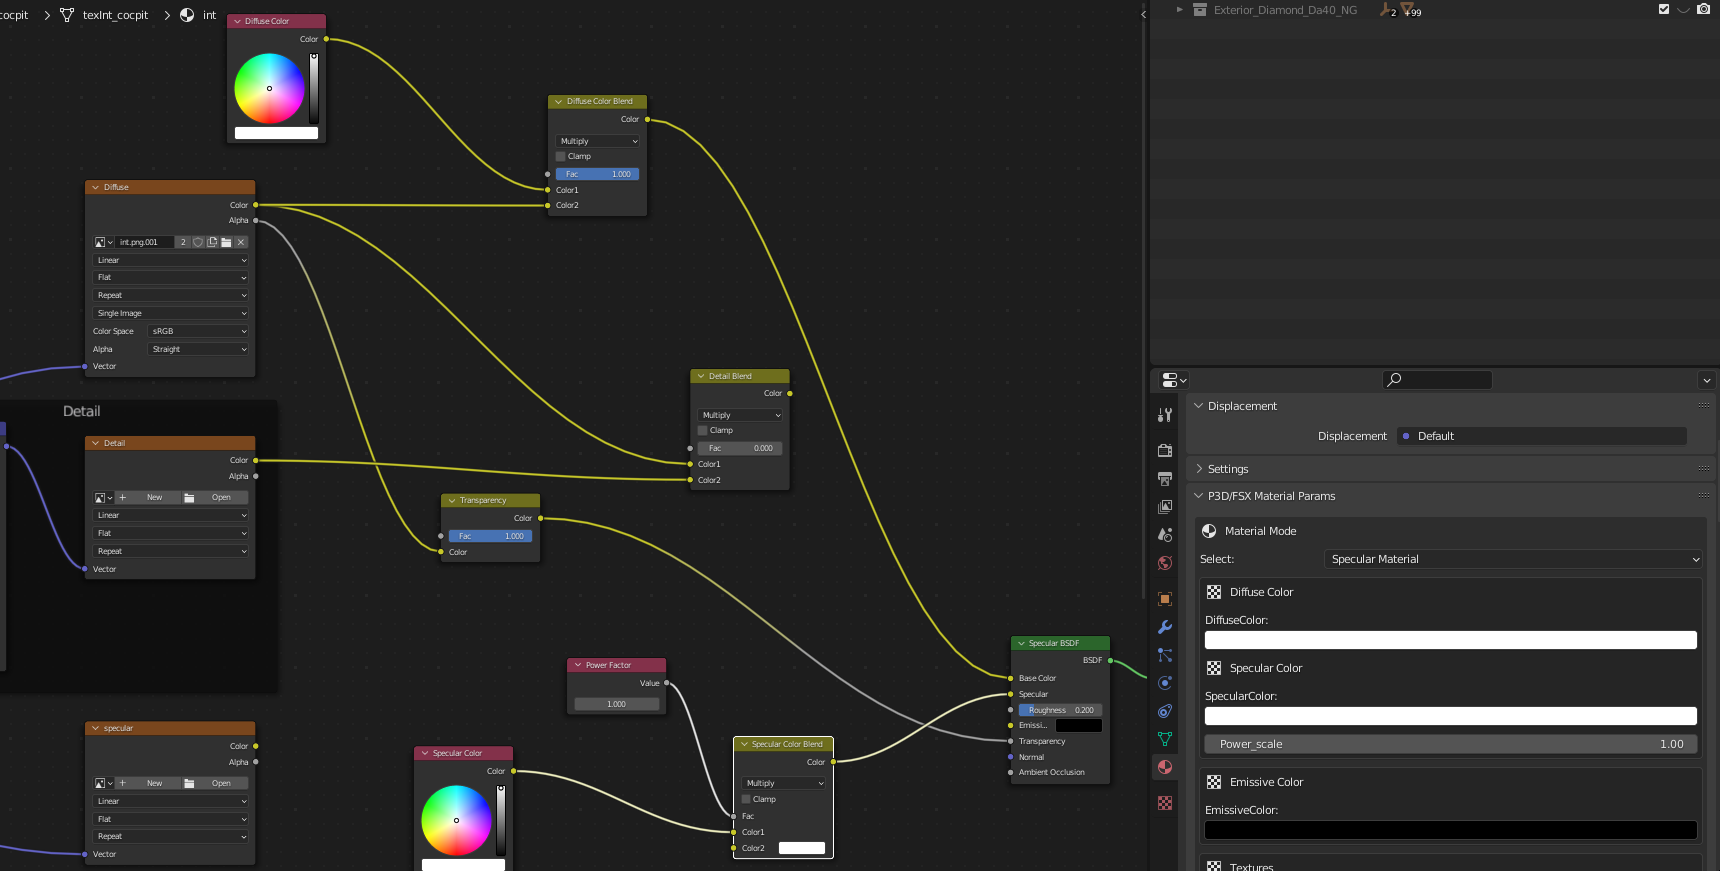 cocpit > texInt_cocpit > int
Diffuse Color
Color
Diffuse Color Blend
Color
Multiply
Clamp
Fac 1.000
Color1
Color2
Diffuse
Color
Alpha
int.png.001 2
Linear
Flat
Repeat
Single Image
Color Space sRGB
Alpha Straight
Vector
Detail
Detail
Color
Alpha
New Open
Linear
Flat
Repeat
Vector
Detail Blend
Color
Multiply
Clamp
Fac 0.000
Color1
Color2
Transparency
Color
Fac 1.000
Color
Power Factor
Value
1.000
specular
Color
Alpha
New Open
Linear
Flat
Repeat
Vector
Specular Color
Color
Specular Color Blend
Color
Multiply
Clamp
Fac
Color1
Color2
Specular BSDF
BSDF
Base Color
Specular
Roughness 0.200
Emissi...
Transparency
Normal
Ambient Occlusion
Exterior_Diamond_Da40_NG 2 +99
Displacement
Displacement Default
Settings
P3D/FSX Material Params
Material Mode
Select: Specular Material
Diffuse Color
DiffuseColor:
Specular Color
SpecularColor:
Power_scale 1.00
Emissive Color
EmissiveColor:
Textures